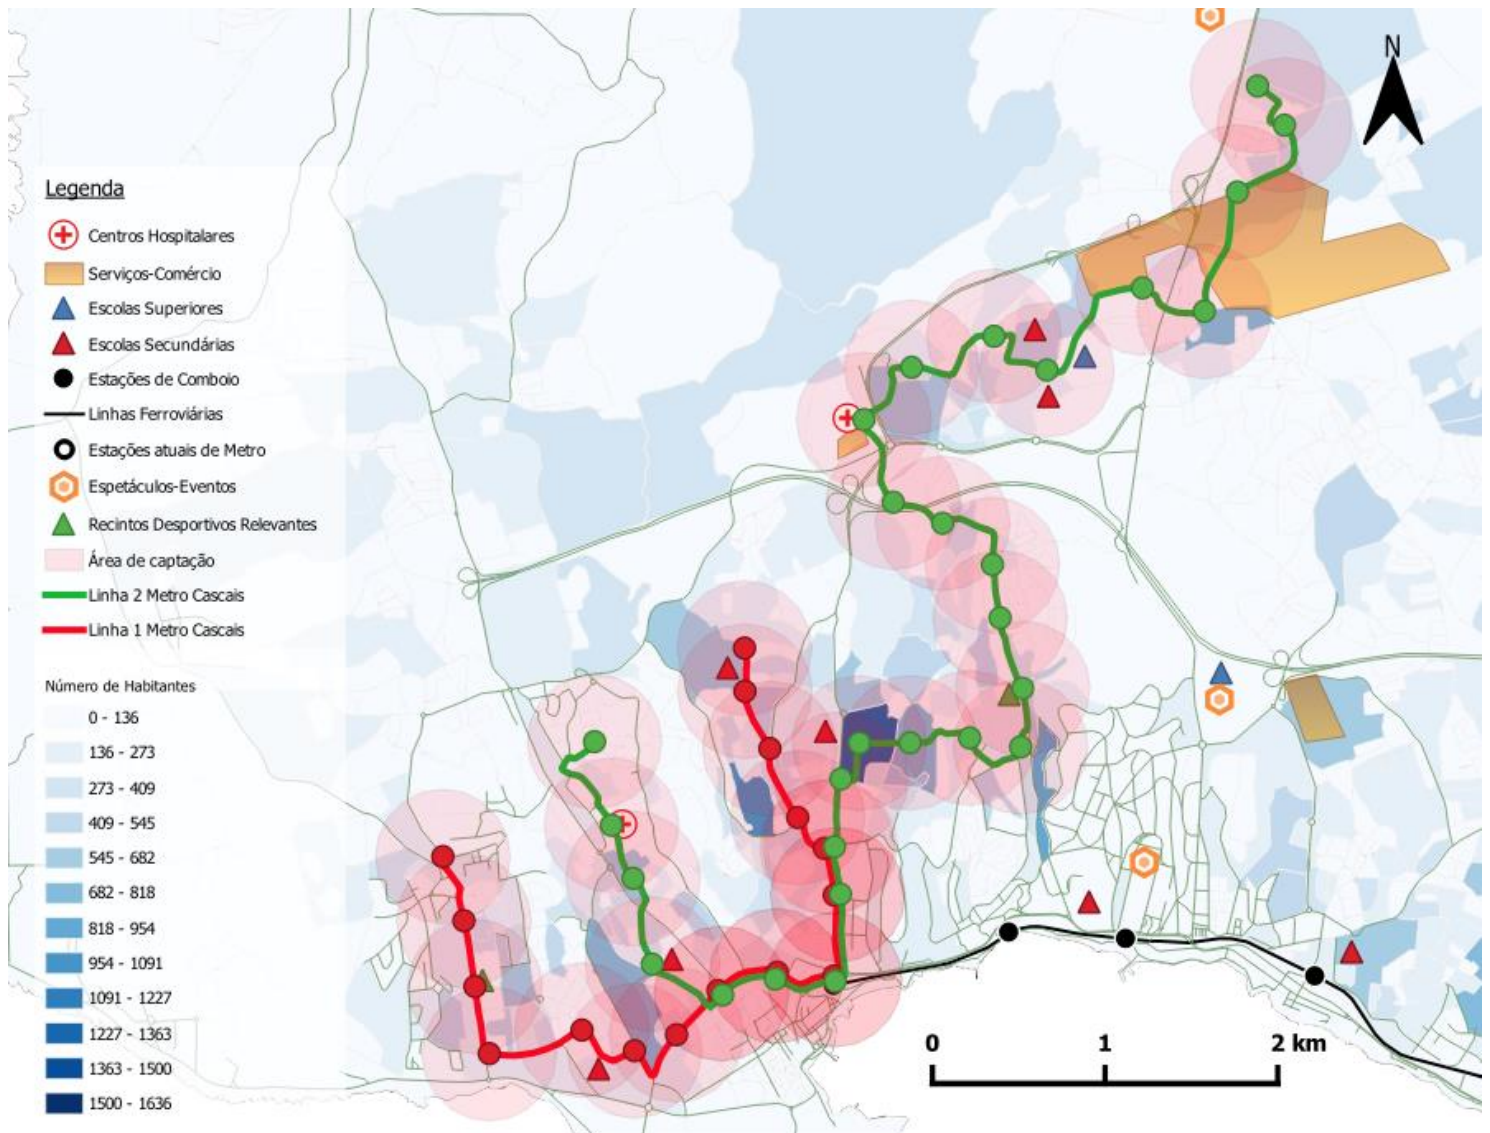 N
Legenda
Centros Hospitalares
Serviços-Comércio
Escolas Superiores
Escolas Secundárias
Estações de Comboio
Linhas Ferroviárias
Estações atuais de Metro
Espetáculos-Eventos
Recintos Desportivos Relevantes
Área de captação
Linha 2 Metro Cascais
Linha 1 Metro Cascais
Número de Habitantes
0 - 136
136 - 273
273 - 409
409 - 545
545 - 682
682 - 818
818 - 954
954 - 1091
1091 - 1227
1227 - 1363
1363 - 1500
1500 - 1636
0 1 2 km